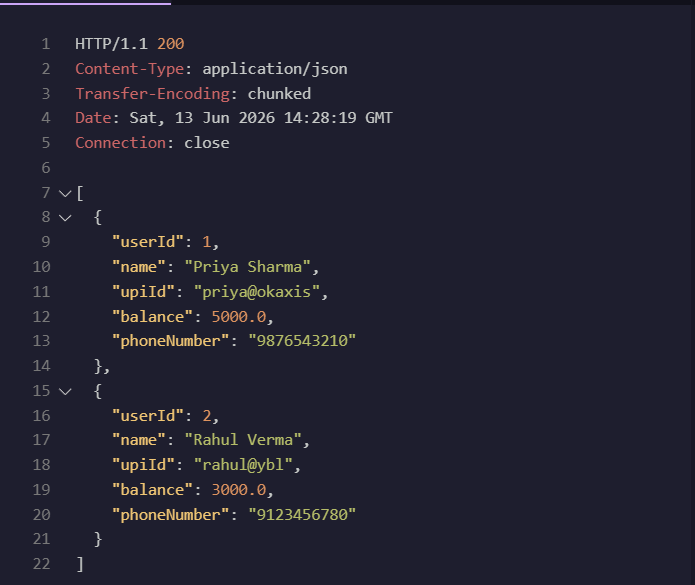 1 HTTP/1.1 200
2 Content-Type: application/json
3 Transfer-Encoding: chunked
4 Date: Sat, 13 Jun 2026 14:28:19 GMT
5 Connection: close
6
7 [
8 {
9 "userId": 1,
10 "name": "Priya Sharma",
11 "upiId": "priya@okaxis",
12 "balance": 5000.0,
13 "phoneNumber": "9876543210"
14 },
15 {
16 "userId": 2,
17 "name": "Rahul Verma",
18 "upiId": "rahul@ybl",
19 "balance": 3000.0,
20 "phoneNumber": "9123456780"
21 }
22 ]